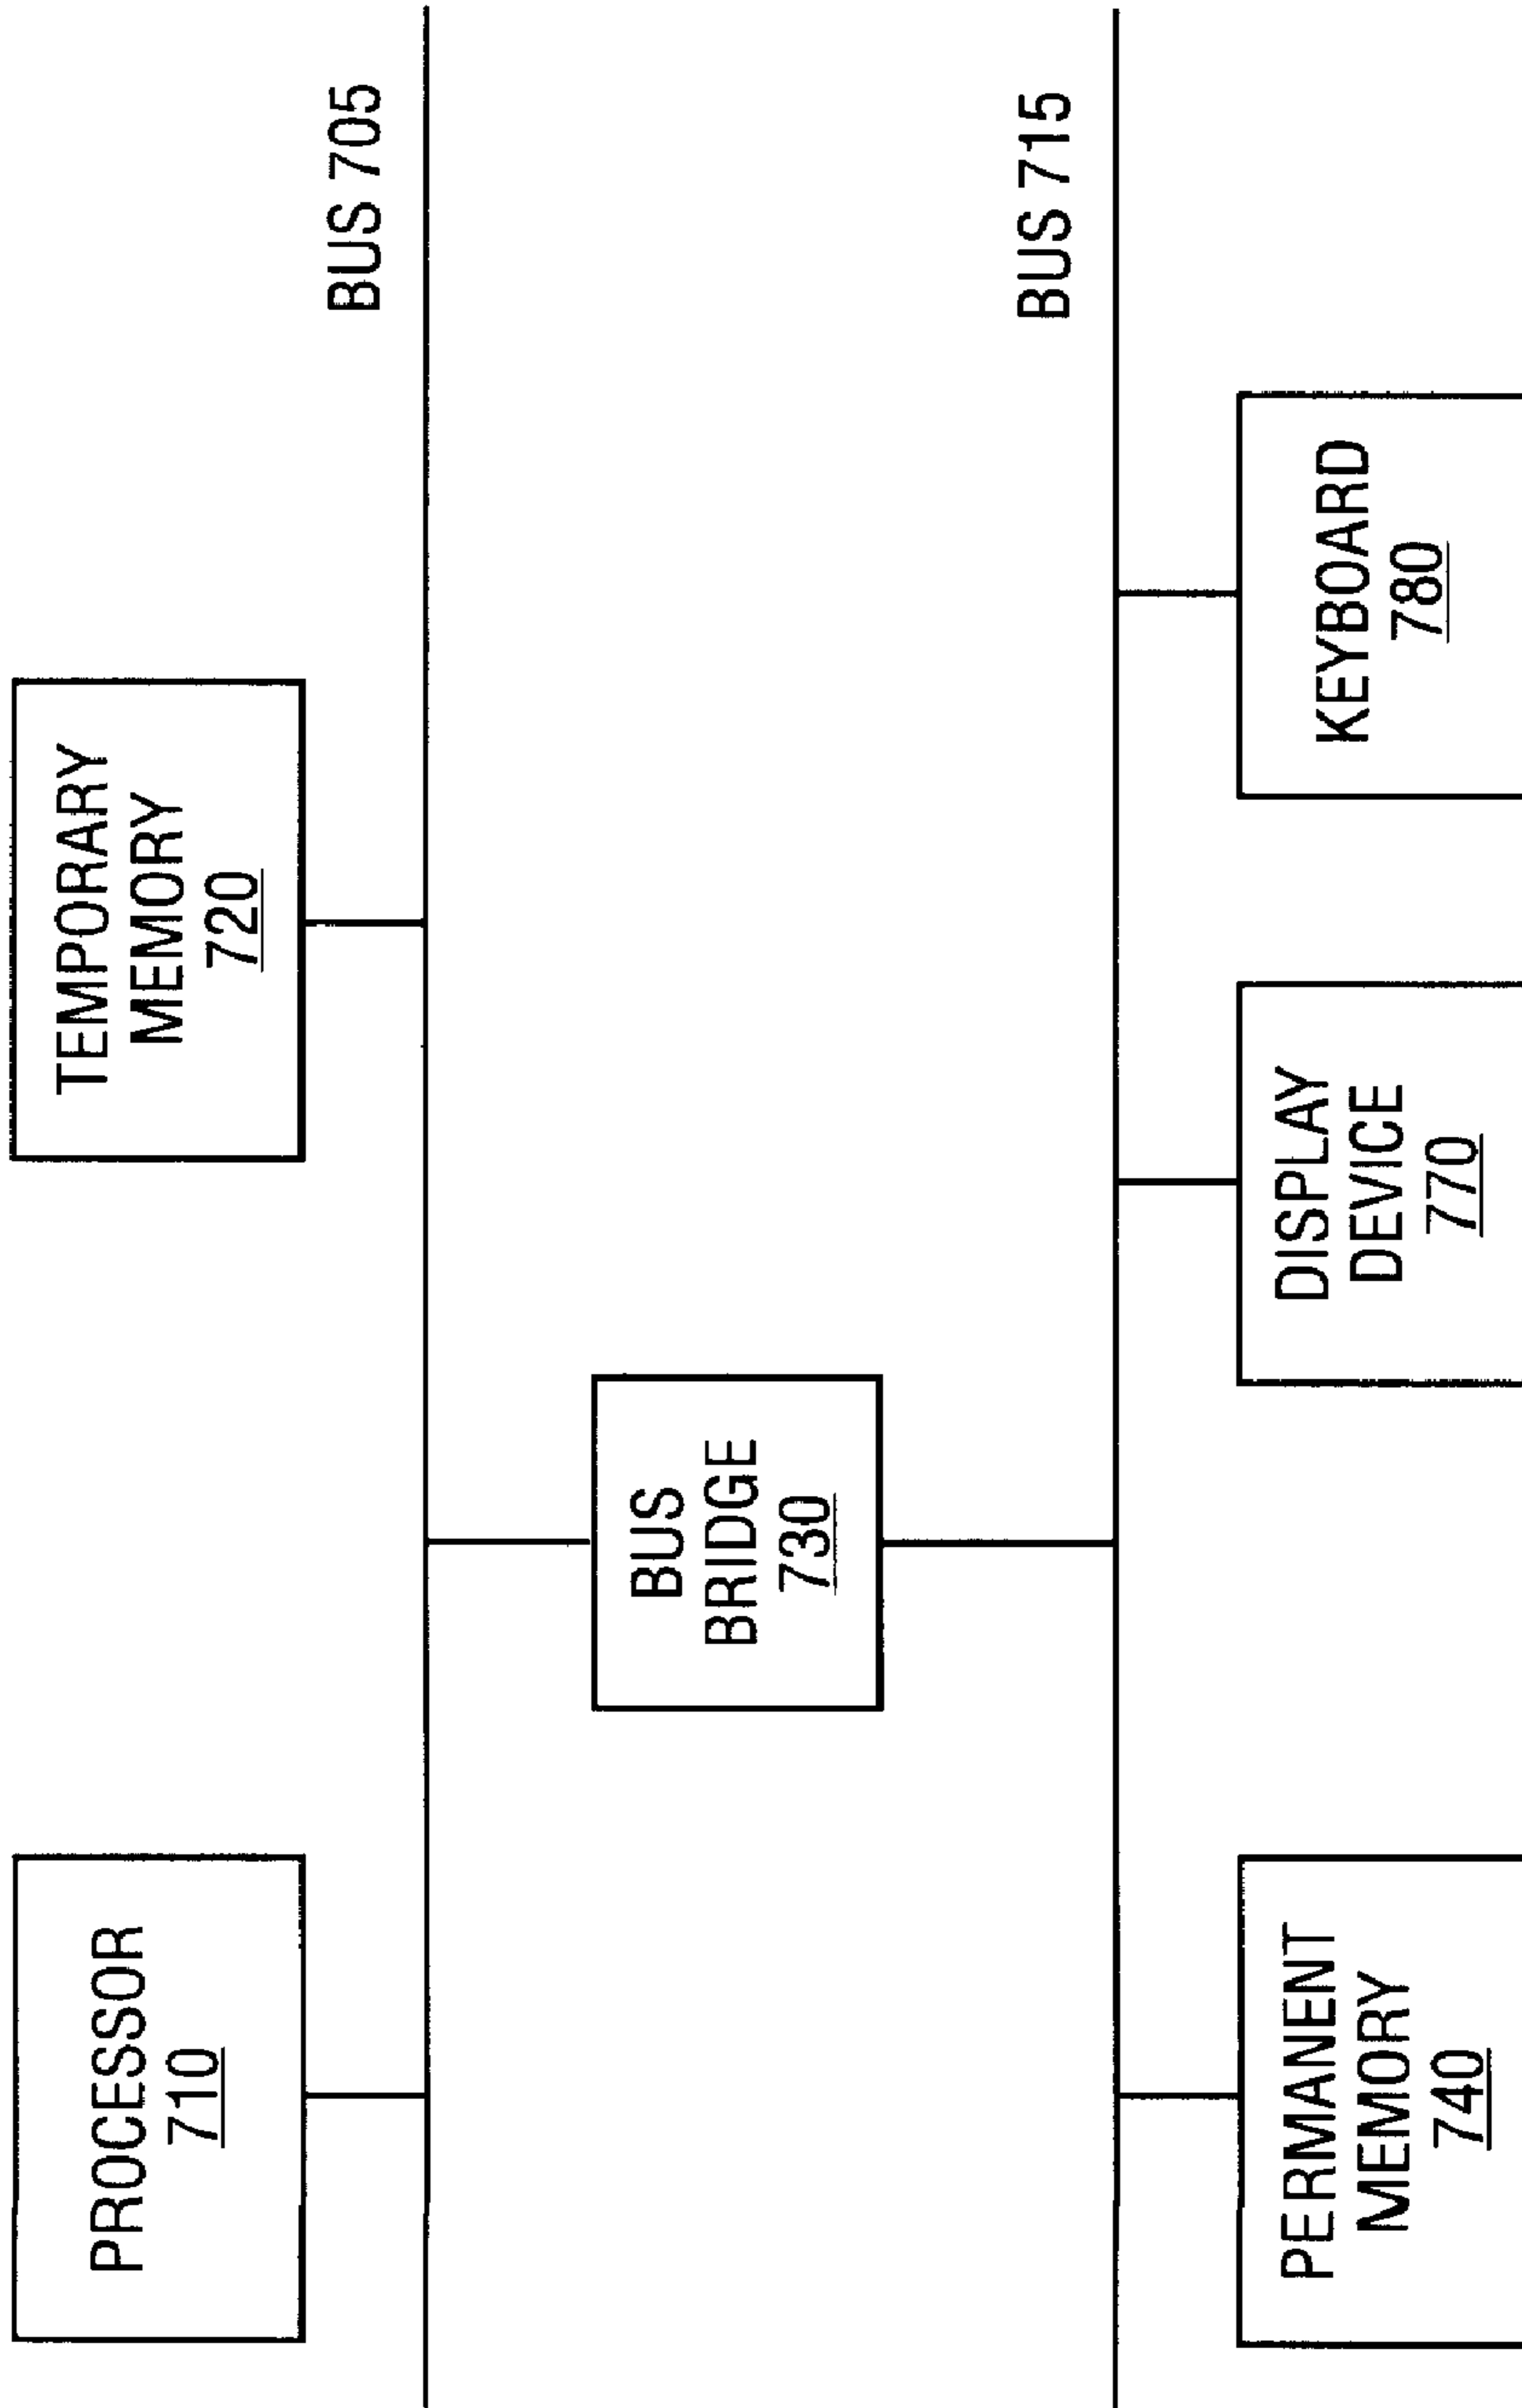 PROCESSOR
710
TEMPORARY
MEMORY
720
BUS 705
BUS
BRIDGE
730
BUS 715
PERMANENT
MEMORY
740
DISPLAY
DEVICE
770
KEYBOARD
780